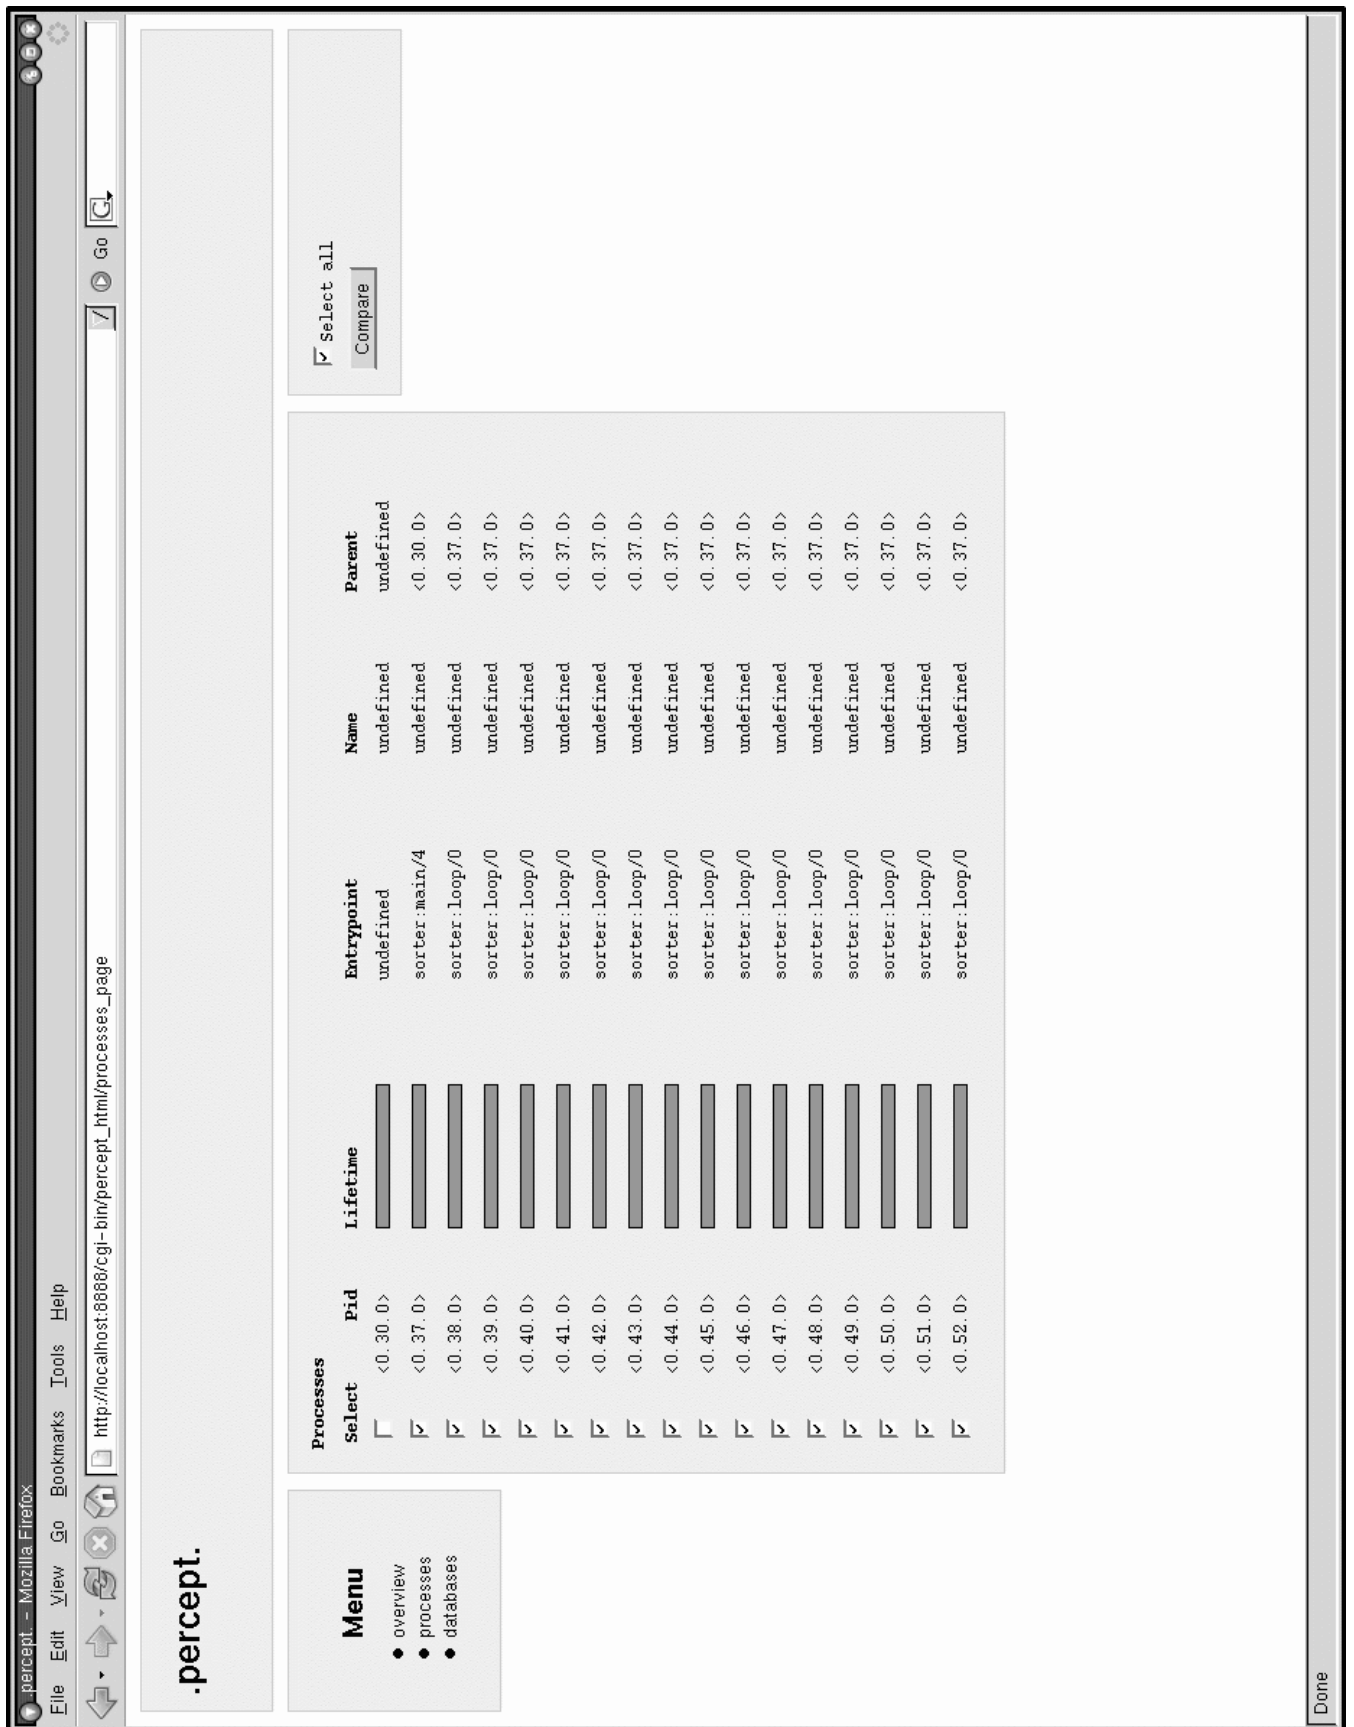 .percept. - Mozilla Firefox
File Edit View Go Bookmarks Tools Help
http://localhost:8888/cgi-bin/percept_html/processes_page Go G
.percept.
Menu
overview
processes
databases
Processes
Select Pid Lifetime Entrypoint Name Parent
<0.30.0> undefined undefined undefined
<0.37.0> sorter:main/4 undefined <0.30.0>
<0.38.0> sorter:loop/0 undefined <0.37.0>
<0.39.0> sorter:loop/0 undefined <0.37.0>
<0.40.0> sorter:loop/0 undefined <0.37.0>
<0.41.0> sorter:loop/0 undefined <0.37.0>
<0.42.0> sorter:loop/0 undefined <0.37.0>
<0.43.0> sorter:loop/0 undefined <0.37.0>
<0.44.0> sorter:loop/0 undefined <0.37.0>
<0.45.0> sorter:loop/0 undefined <0.37.0>
<0.46.0> sorter:loop/0 undefined <0.37.0>
<0.47.0> sorter:loop/0 undefined <0.37.0>
<0.48.0> sorter:loop/0 undefined <0.37.0>
<0.49.0> sorter:loop/0 undefined <0.37.0>
<0.50.0> sorter:loop/0 undefined <0.37.0>
<0.51.0> sorter:loop/0 undefined <0.37.0>
<0.52.0> sorter:loop/0 undefined <0.37.0>
Select all
Compare
Done